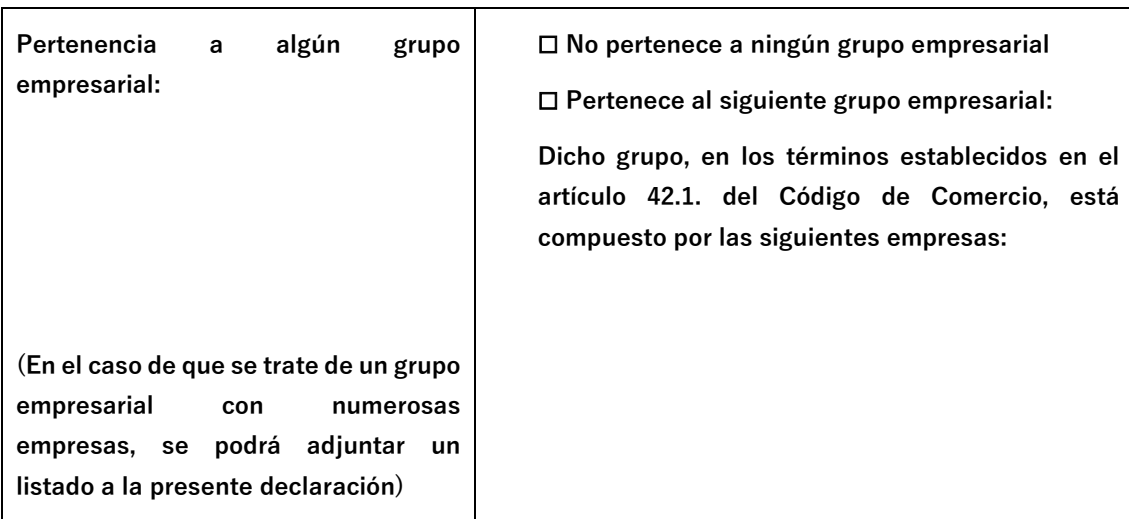 Pertenencia a algún grupo
empresarial:
(En el caso de que se trate de un grupo
empresarial con numerosas
empresas, se podrá adjuntar un
listado a la presente declaración)
☐ No pertenece a ningún grupo empresarial
☐ Pertenece al siguiente grupo empresarial:
Dicho grupo, en los términos establecidos en el
artículo 42.1. del Código de Comercio, está
compuesto por las siguientes empresas: